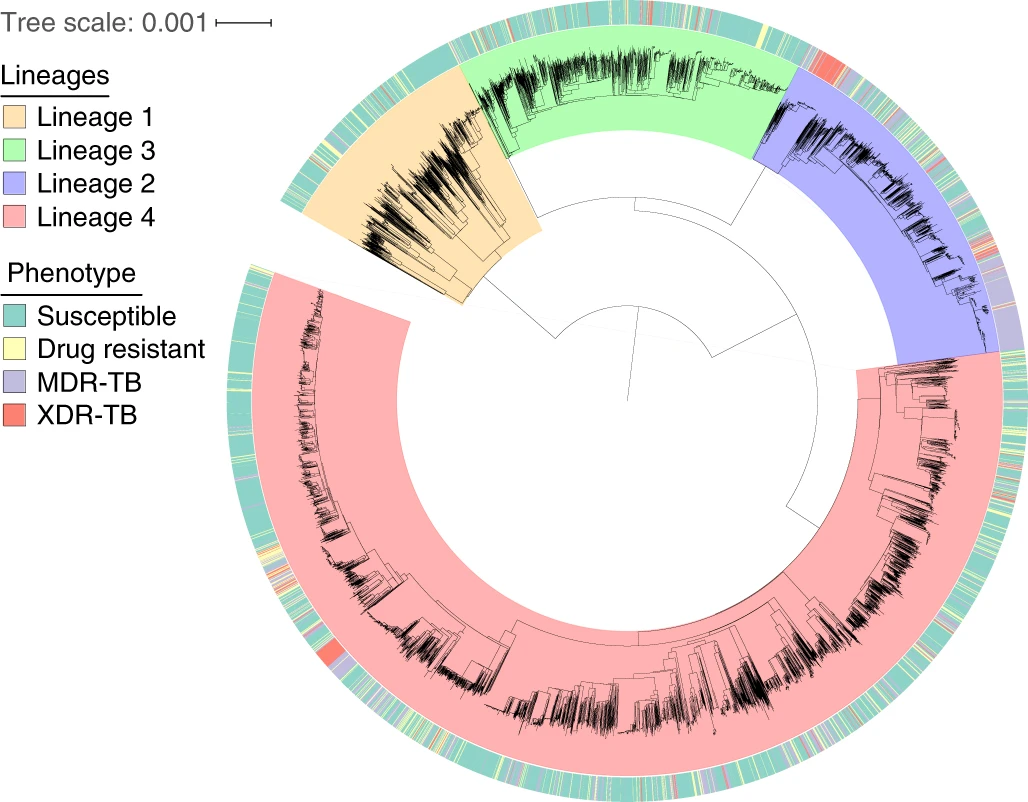 Tree scale: 0.001
Lineages
Lineage 1
Lineage 3
Lineage 2
Lineage 4
Phenotype
Susceptible
Drug resistant
MDR-TB
XDR-TB